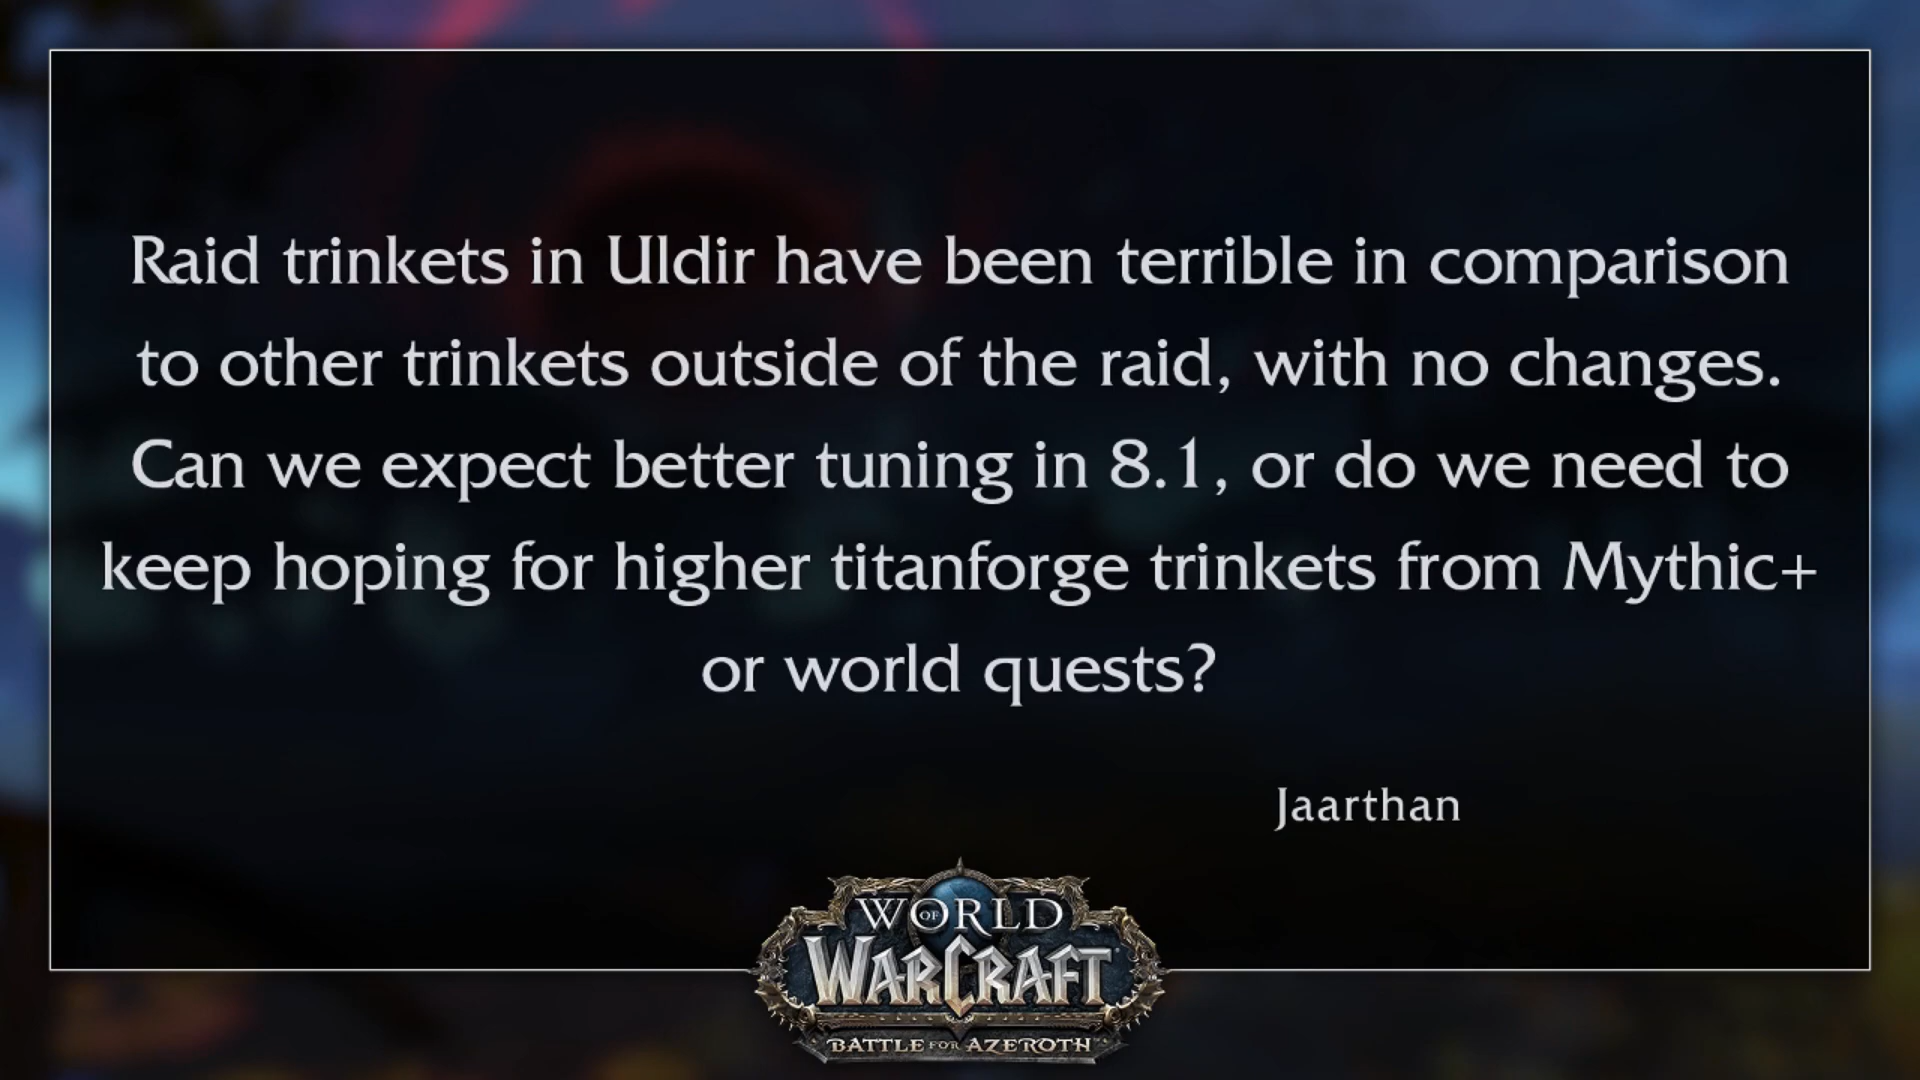 Raid trinkets in Uldir have been terrible in comparison
to other trinkets outside of the raid, with no changes.
Can we expect better tuning in 8.1, or do we need to
keep hoping for higher titanforge trinkets from Mythic+
or world quests?
Jaarthan
WORLD
OF
WARCRAFT
BATTLE FOR AZEROTH